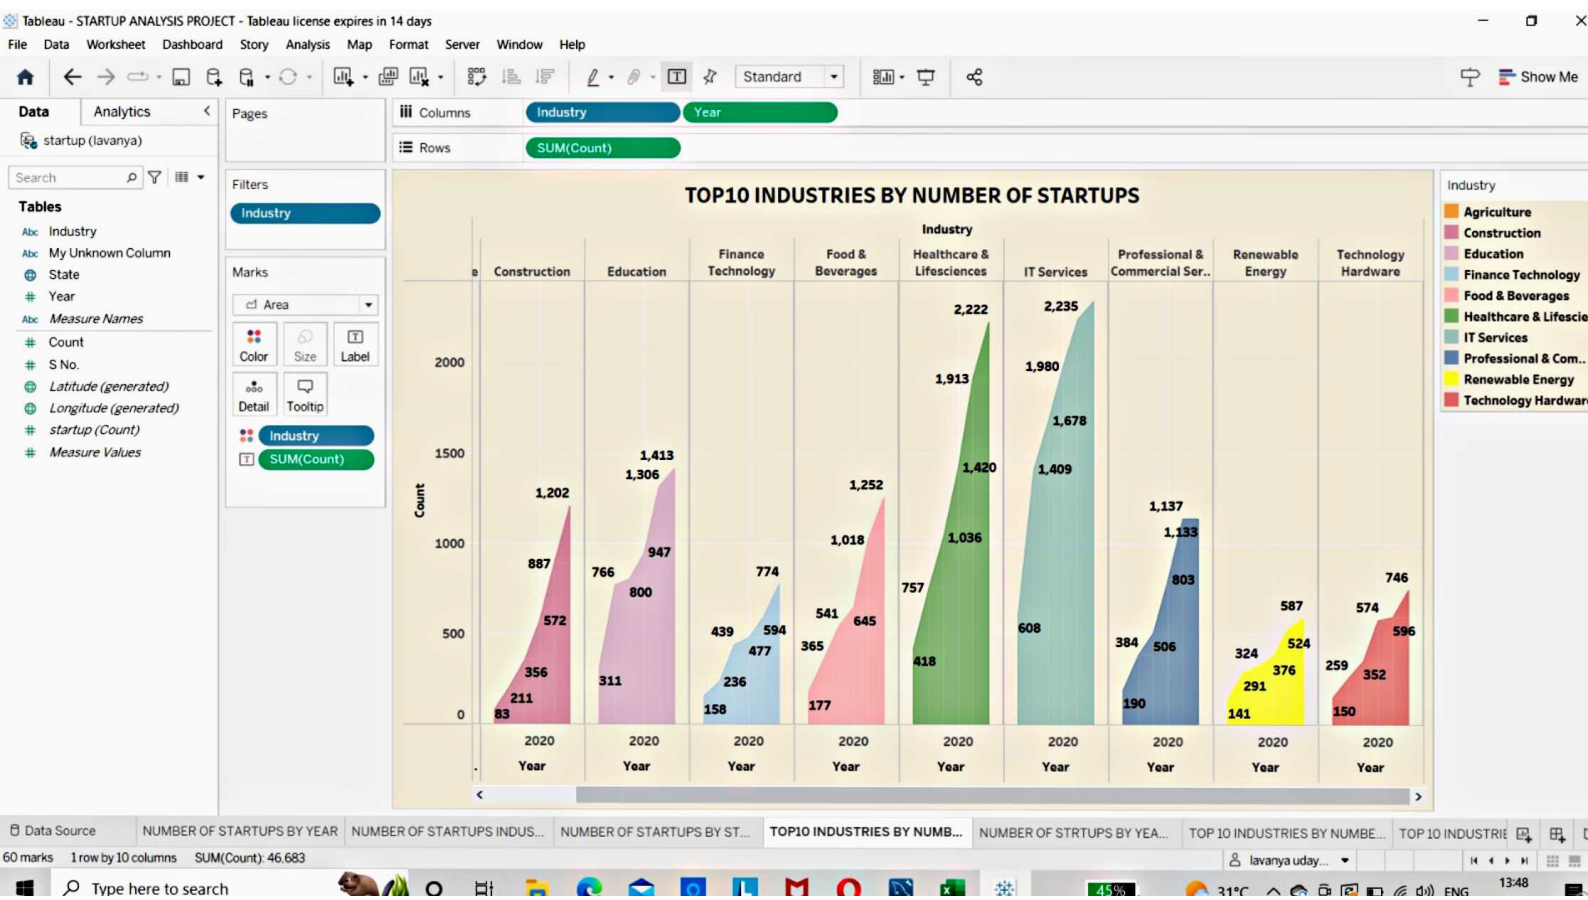 Tableau - STARTUP ANALYSIS PROJECT - Tableau license expires in 14 days
File Data Worksheet Dashboard Story Analysis Map Format Server Window Help
Standard
Show Me
Data Analytics
startup (lavanya)
Search
Tables
Abc Industry
Abc My Unknown Column
State
# Year
Abc Measure Names
# Count
# S No.
Latitude (generated)
Longitude (generated)
# startup (Count)
# Measure Values
Pages
Filters
Industry
Marks
Area
Color Size Label
Detail Tooltip
Industry
SUM(Count)
Columns Industry Year
Rows SUM(Count)
TOP10 INDUSTRIES BY NUMBER OF STARTUPS
Industry
e Construction Education Finance Technology Food & Beverages Healthcare & Lifesciences IT Services Professional & Commercial Ser.. Renewable Energy Technology Hardware
Count
2000
1500
1000
500
0
83 211 356 572 887 1,202
311 766 800 947 1,306 1,413
158 236 439 477 594 774
177 365 541 645 1,018 1,252
418 757 1,036 1,420 1,913 2,222
608 1,409 1,678 1,980 2,235
190 384 506 803 1,133 1,137
141 291 324 376 524 587
150 259 352 574 596 746
2020 2020 2020 2020 2020 2020 2020 2020 2020
. Year Year Year Year Year Year Year Year Year
Industry
Agriculture
Construction
Education
Finance Technology
Food & Beverages
Healthcare & Lifescie
IT Services
Professional & Com..
Renewable Energy
Technology Hardware
Data Source NUMBER OF STARTUPS BY YEAR NUMBER OF STARTUPS INDUS... NUMBER OF STARTUPS BY ST... TOP10 INDUSTRIES BY NUMB... NUMBER OF STRTUPS BY YEA... TOP 10 INDUSTRIES BY NUMBE... TOP 10 INDUSTRIE
60 marks 1 row by 10 columns SUM(Count): 46,683
lavanya uday...
Type here to search
45% 31°C ENG 13:48